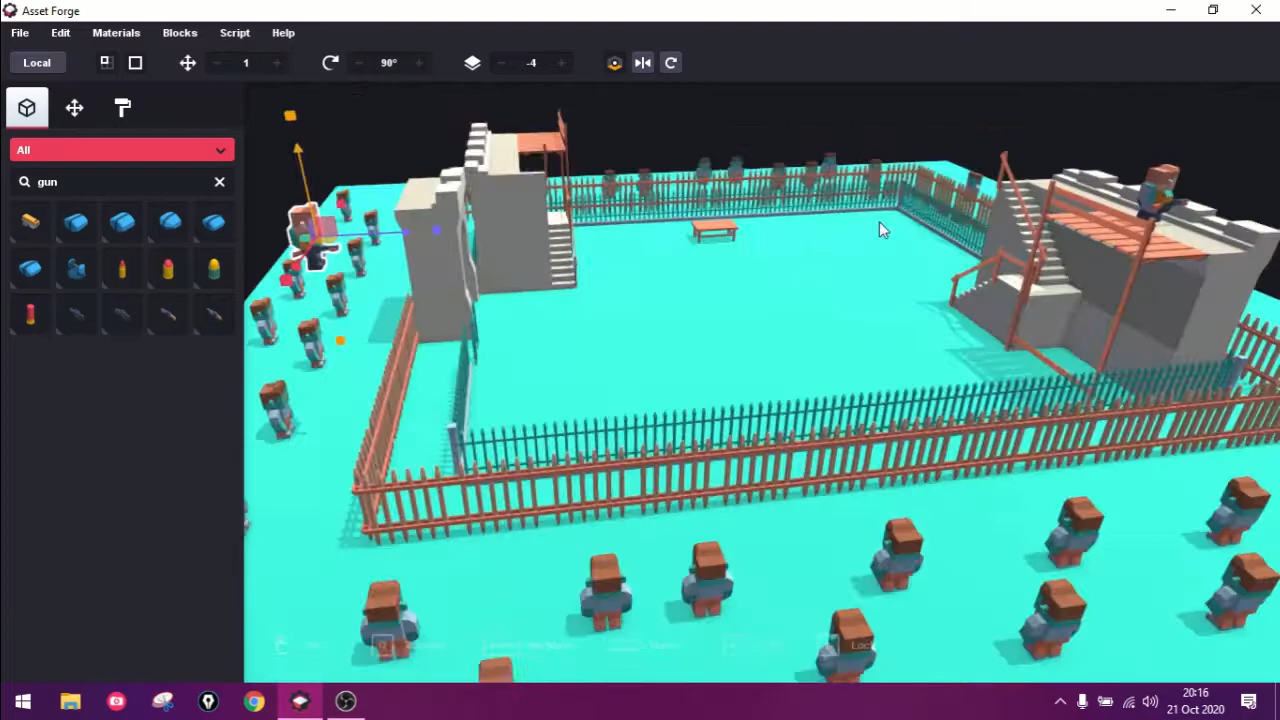 Asset Forge
File Edit Materials Blocks Script Help
Local 1 90° -4
All
gun
20:16
21 Oct 2020